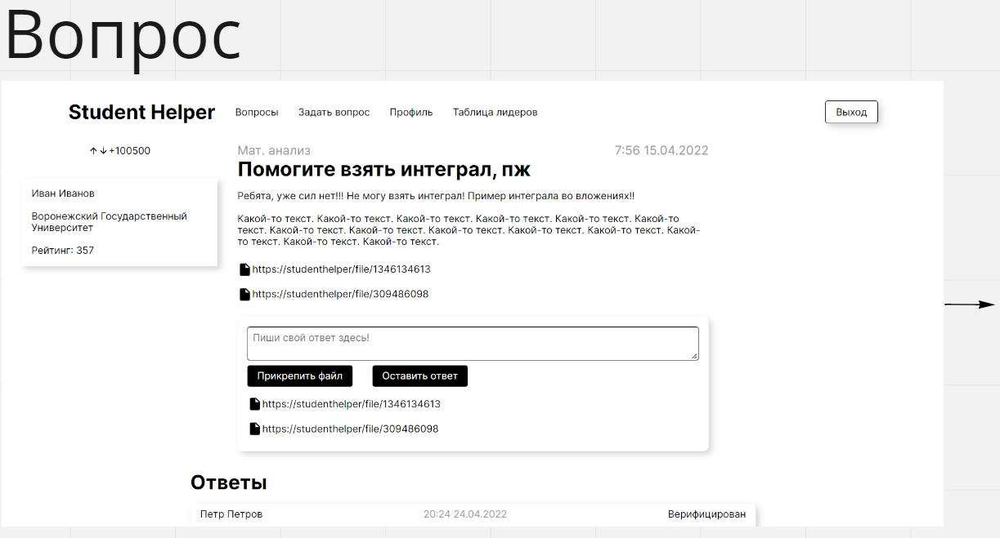 Вопрос
Student Helper
Вопросы
Задать вопрос
Профиль
Таблица лидеров
Выход
↑↓+100500
Мат. анализ
7:56 15.04.2022
Помогите взять интеграл, пж
Иван Иванов
Воронежский Государственный
Университет
Рейтинг: 357
Ребята, уже сил нет!!! Не могу взять интеграл! Пример интеграла во вложениях!!
Какой-то текст. Какой-то текст. Какой-то текст. Какой-то текст. Какой-то текст. Какой-то
текст. Какой-то текст. Какой-то текст. Какой-то текст. Какой-то текст. Какой-то текст. Какой-
то текст. Какой-то текст. Какой-то текст.
https://studenthelper/file/1346134613
https://studenthelper/file/309486098
Пиши свой ответ здесь!
Прикрепить файл
Оставить ответ
https://studenthelper/file/1346134613
https://studenthelper/file/309486098
Ответы
Петр Петров
20:24 24.04.2022
Верифицирован